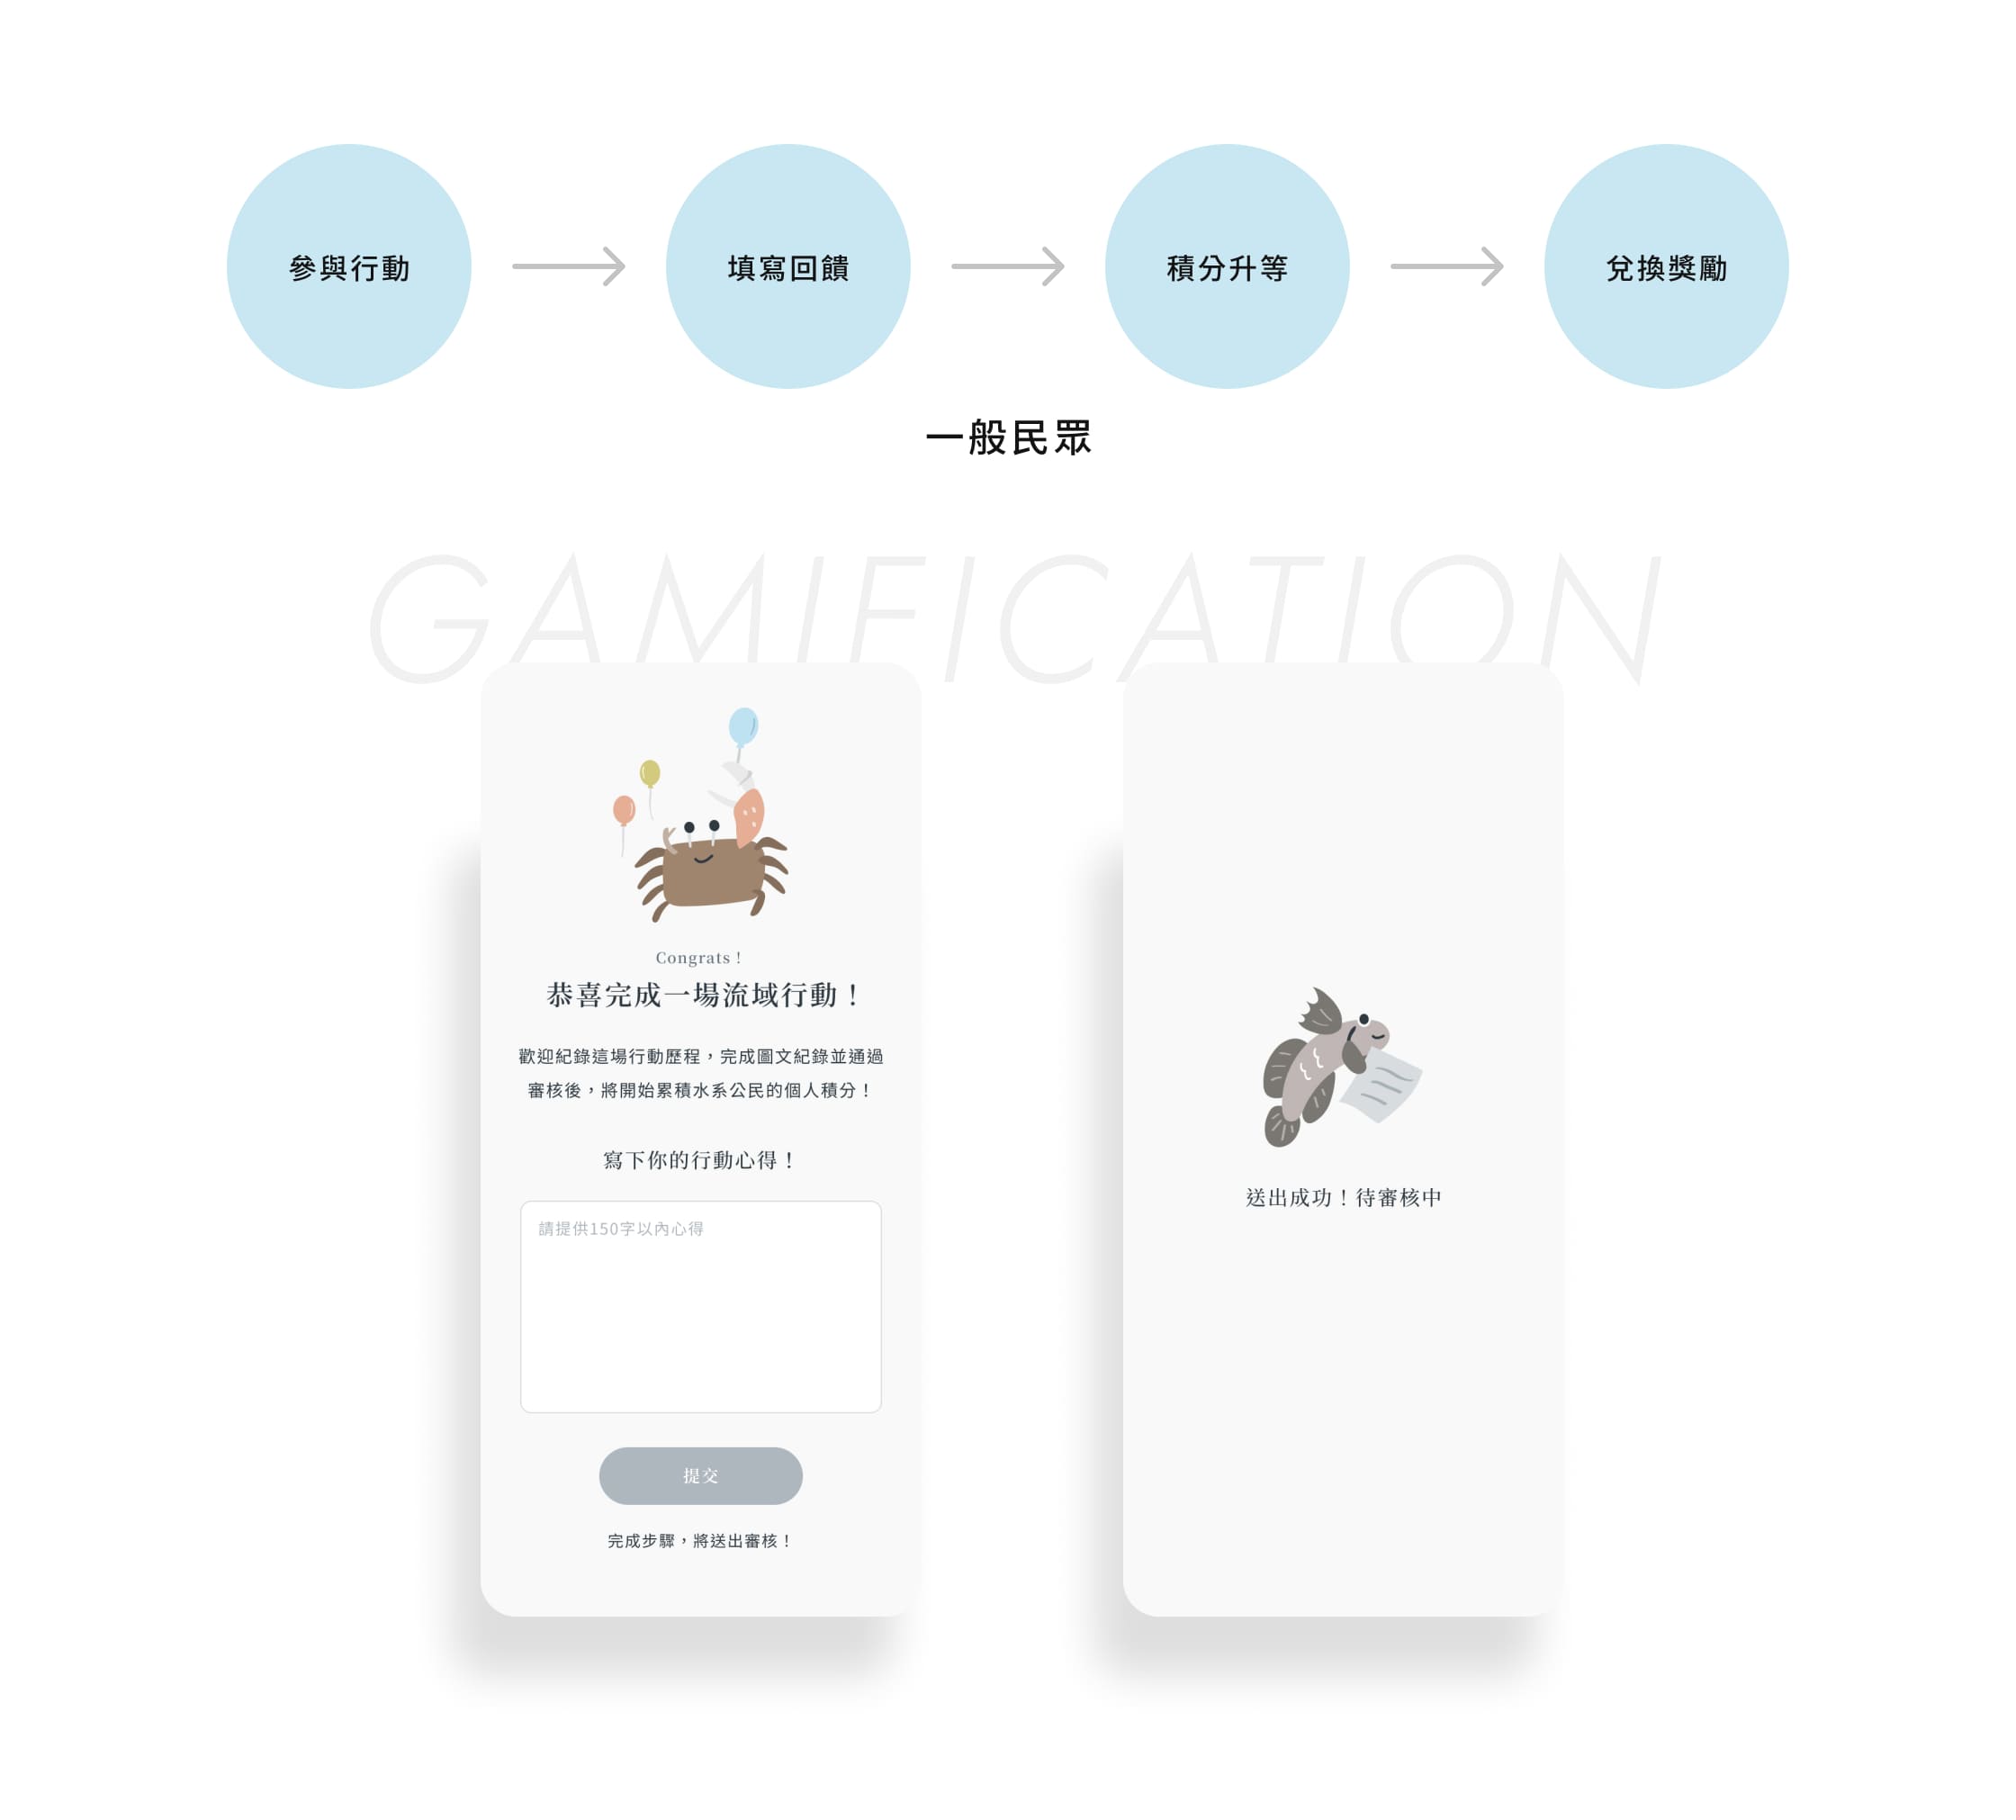 參與行動
填寫回饋
積分升等
兌換獎勵
一般民眾
GAMIFICATION
Congrats !
恭喜完成一場流域行動！
歡迎紀錄這場行動歷程，完成圖文紀錄並通過
審核後，將開始累積水系公民的個人積分！
寫下你的行動心得！
請提供150字以內心得
提交
完成步驟，將送出審核！
送出成功！待審核中